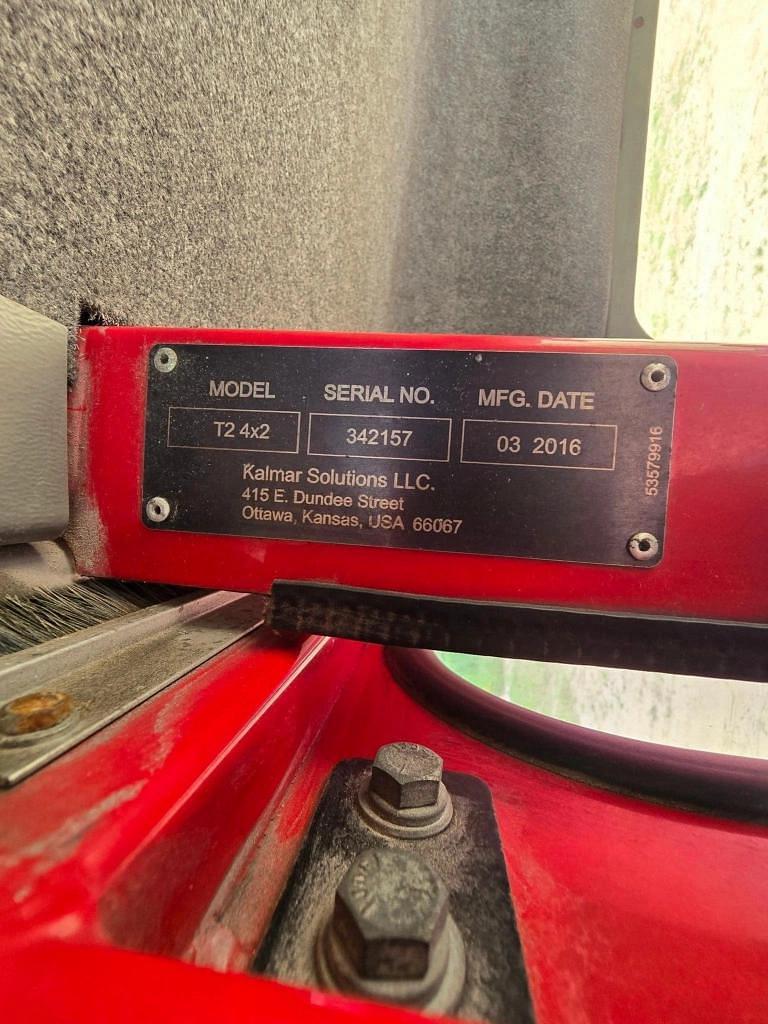 MODEL SERIAL NO. MFG. DATE
T2 4x2 342157 03 2016
Kalmar Solutions LLC.
415 E. Dundee Street
Ottawa, Kansas, USA 66067
53579916